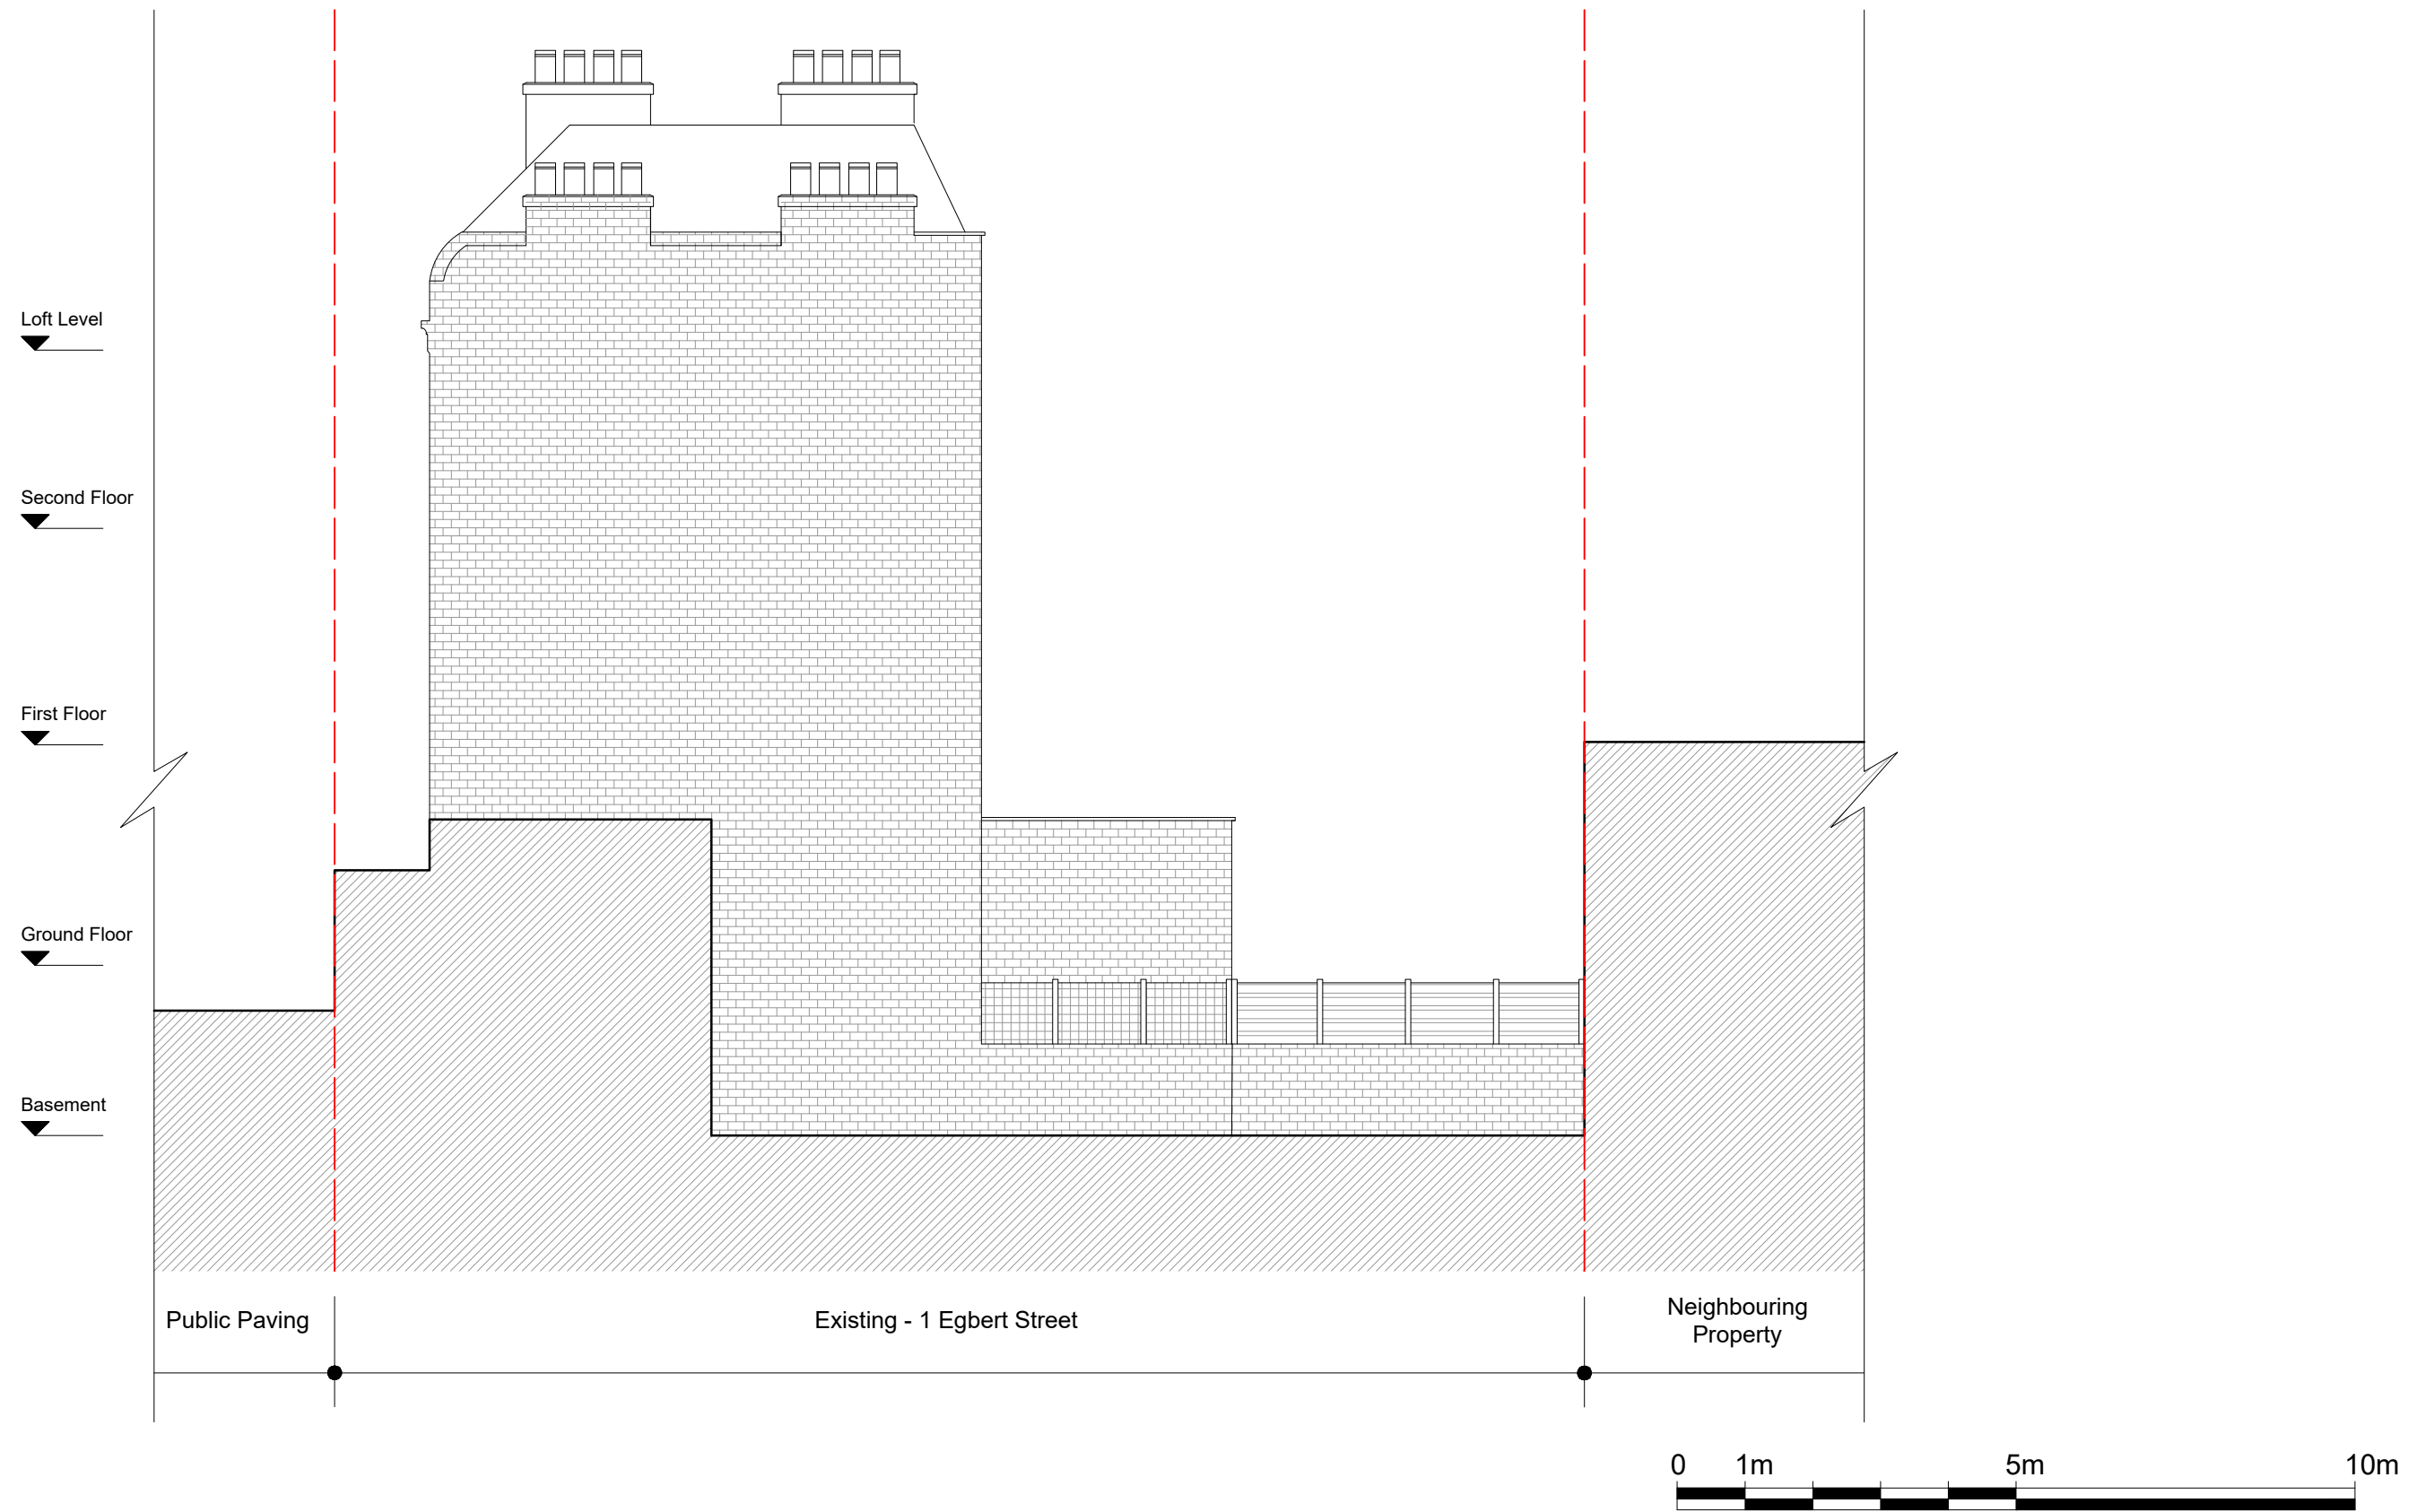 Loft Level
Second Floor
First Floor
Ground Floor
Basement
Public Paving
Existing - 1 Egbert Street
Neighbouring
Property
0 1m 5m 10m